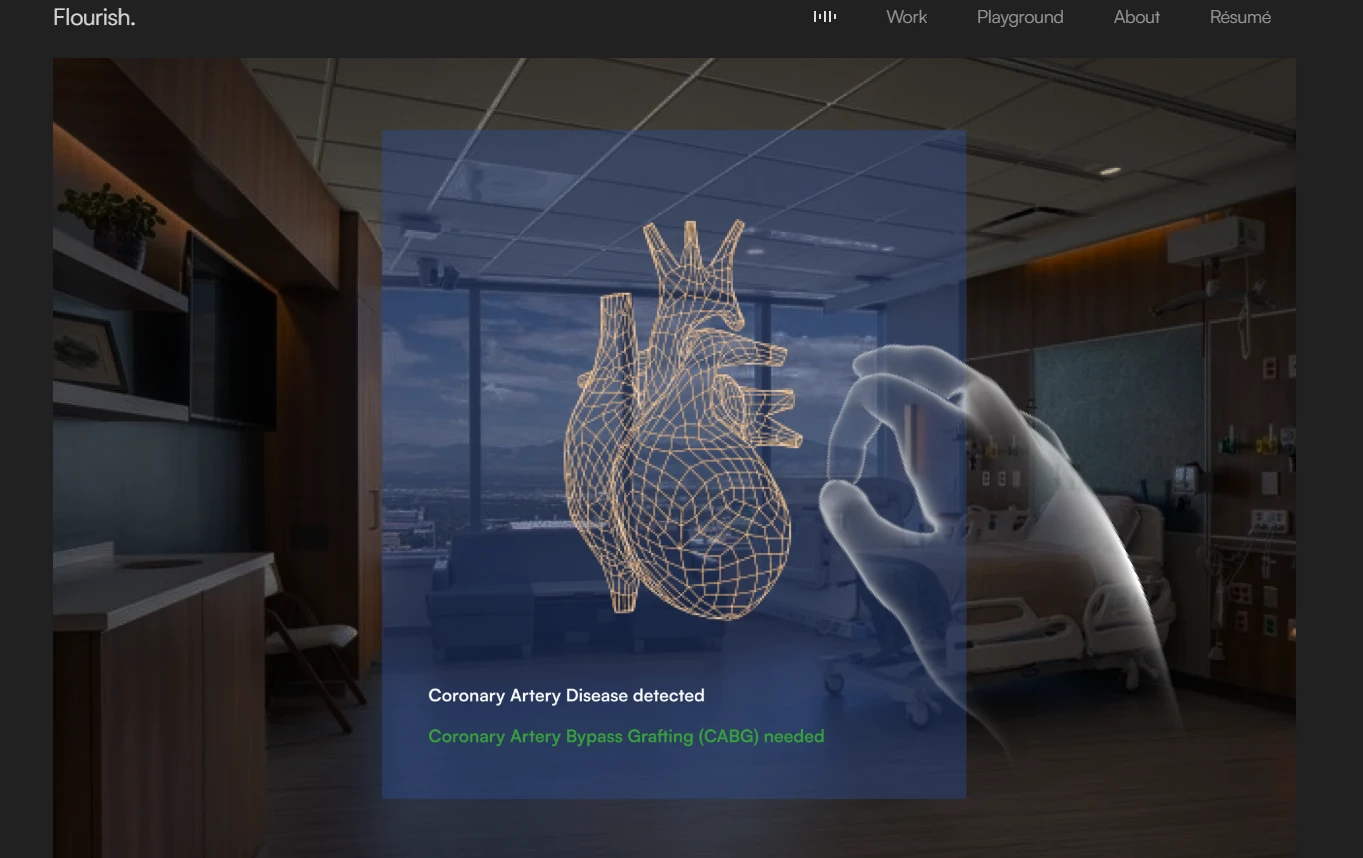 Flourish.
Work Playground About Résumé
Coronary Artery Disease detected
Coronary Artery Bypass Grafting (CABG) needed